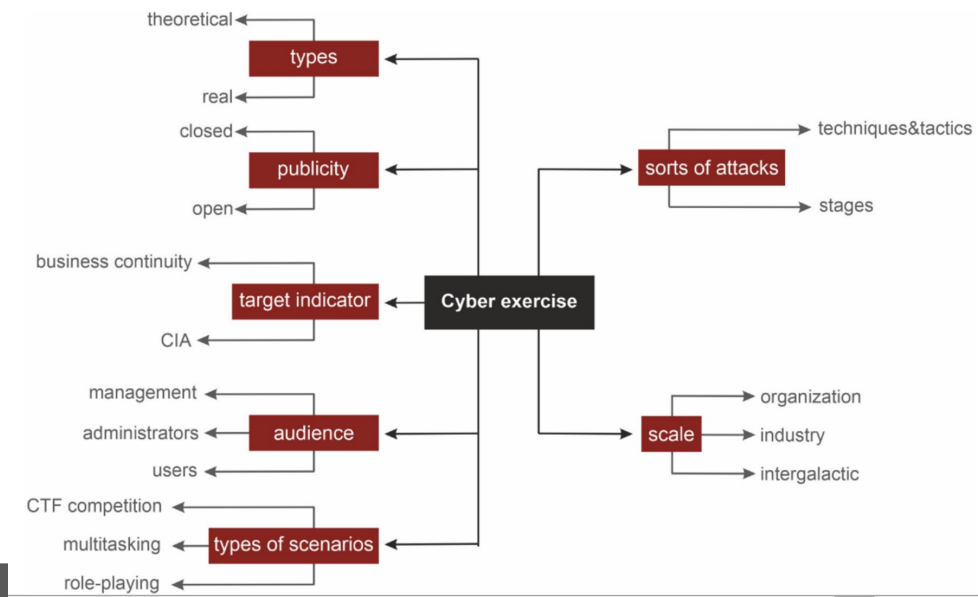 theoretical
types
real
closed
publicity
open
business continuity
target indicator
CIA
management
administrators
audience
users
CTF competition
multitasking
types of scenarios
role-playing
Cyber exercise
techniques&tactics
sorts of attacks
stages
organization
scale
industry
intergalactic